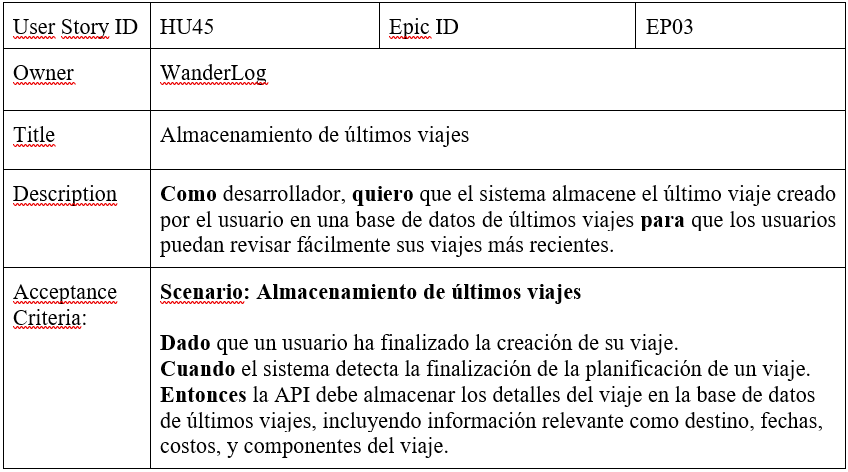 User Story ID HU45 Epic ID EP03
Owner WanderLog
Title Almacenamiento de últimos viajes
Description Como desarrollador, quiero que el sistema almacene el último viaje creado
por el usuario en una base de datos de últimos viajes para que los usuarios
puedan revisar fácilmente sus viajes más recientes.
Acceptance
Criteria:
Scenario: Almacenamiento de últimos viajes
Dado que un usuario ha finalizado la creación de su viaje.
Cuando el sistema detecta la finalización de la planificación de un viaje.
Entonces la API debe almacenar los detalles del viaje en la base de datos
de últimos viajes, incluyendo información relevante como destino, fechas,
costos, y componentes del viaje.